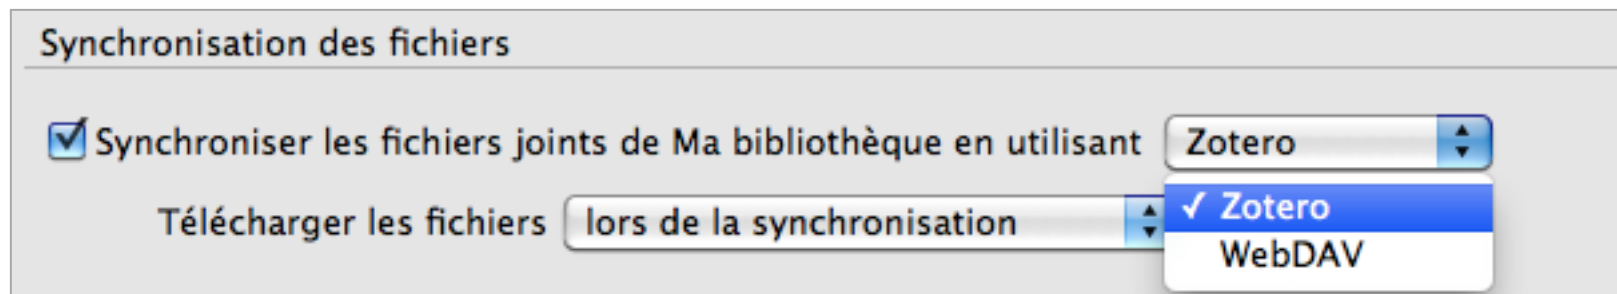 Synchronisation des fichiers
Synchroniser les fichiers joints de Ma bibliothèque en utilisant Zotero
Télécharger les fichiers lors de la synchronisation
✓ Zotero
WebDAV